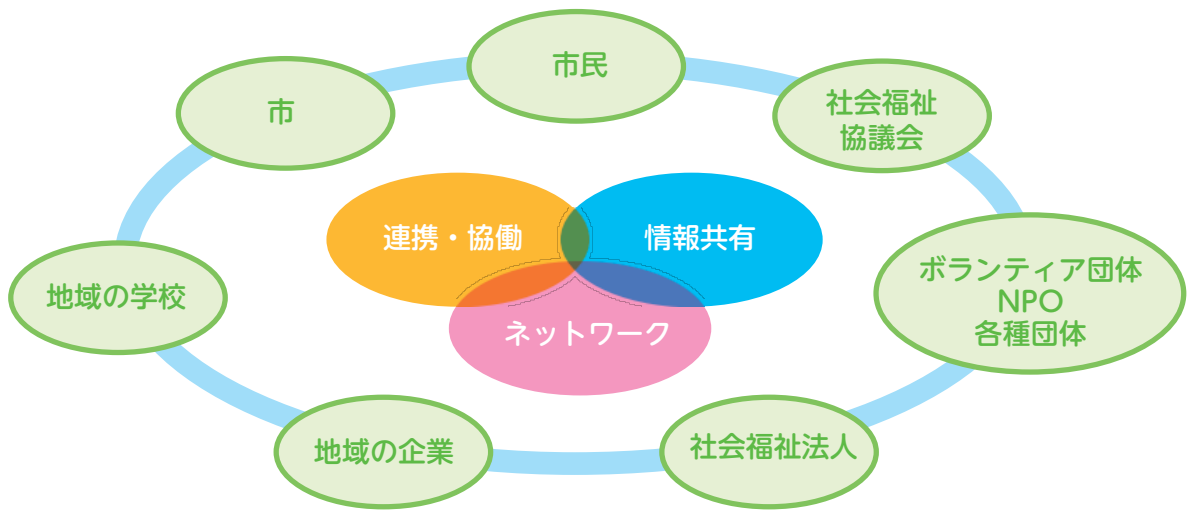 市民
市
社会福祉
協議会
連携・協働
情報共有
地域の学校
ボランティア団体
NPO
各種団体
ネットワーク
地域の企業
社会福祉法人